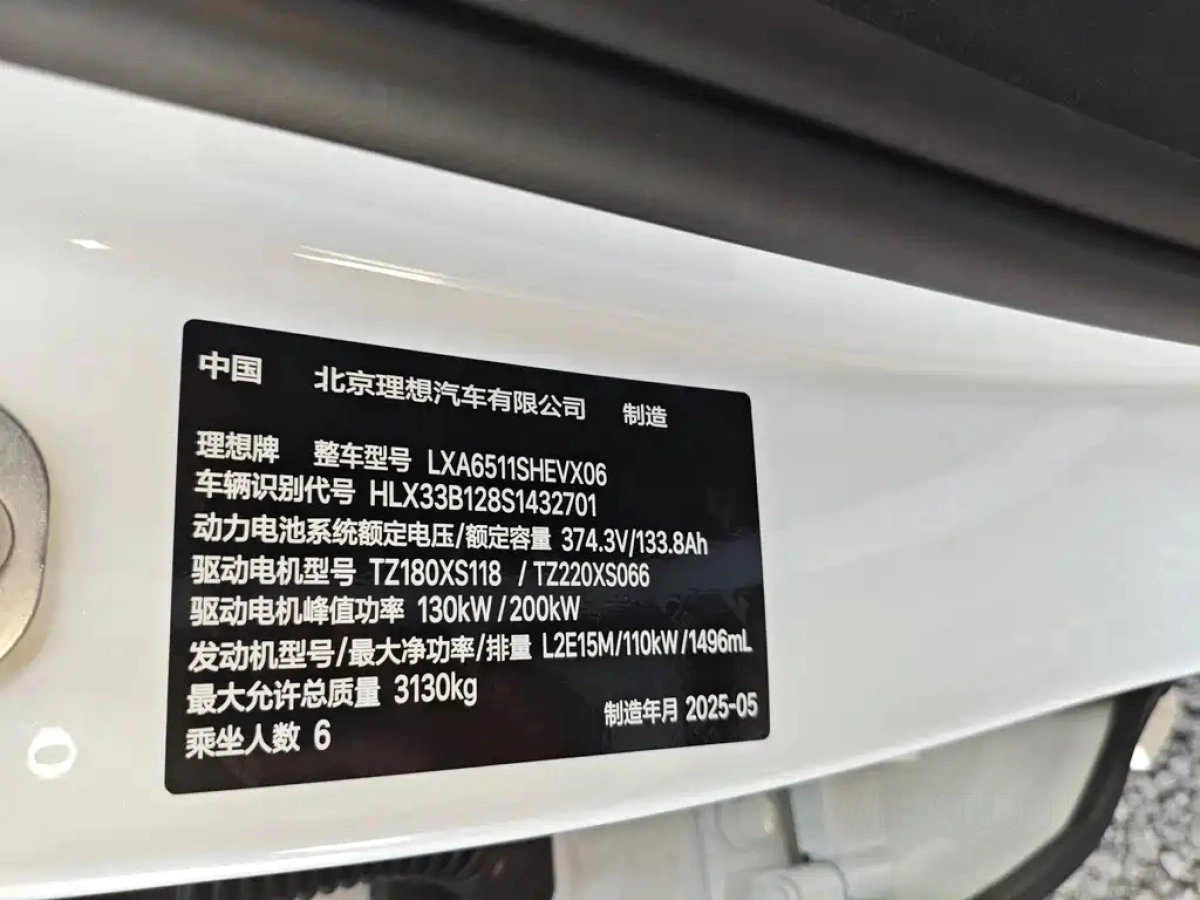 中国 北京理想汽车有限公司 制造
理想牌 整车型号 LXA6511SHEVX06
车辆识别代号 HLX33B128S1432701
动力电池系统额定电压/额定容量 374.3V/133.8Ah
驱动电机型号 TZ180XS118 / TZ220XS066
驱动电机峰值功率 130kW / 200kW
发动机型号/最大净功率/排量 L2E15M/110kW/1496mL
最大允许总质量 3130kg
乘坐人数 6 制造年月 2025-05